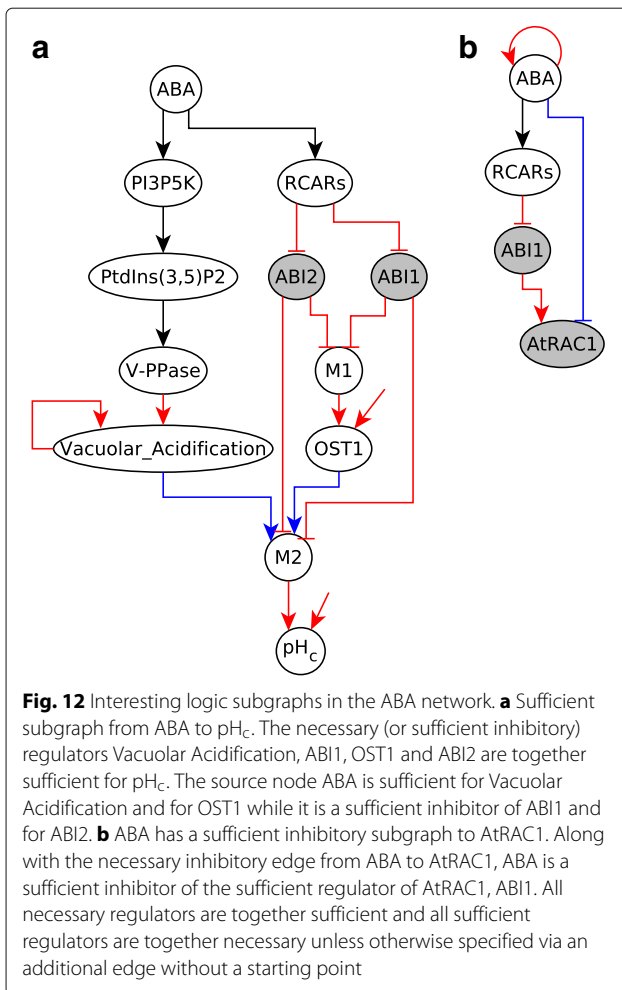 a
b
ABA
ABA
PI3P5K
RCARs
RCARs
ABI2
ABI1
ABI1
PtdIns(3,5)P2
AtRAC1
V-PPase
M1
Vacuolar_Acidification
OST1
M2
pHc
Fig. 12 Interesting logic subgraphs in the ABA network. a Sufficient
subgraph from ABA to pHC. The necessary (or sufficient inhibitory)
regulators Vacuolar Acidification, ABI1, OST1 and ABI2 are together
sufficient for pHC. The source node ABA is sufficient for Vacuolar
Acidification and for OST1 while it is a sufficient inhibitor of ABI1 and
for ABI2. b ABA has a sufficient inhibitory subgraph to AtRAC1. Along
with the necessary inhibitory edge from ABA to AtRAC1, ABA is a
sufficient inhibitor of the sufficient regulator of AtRAC1, ABI1. All
necessary regulators are together sufficient and all sufficient
regulators are together necessary unless otherwise specified via an
additional edge without a starting point